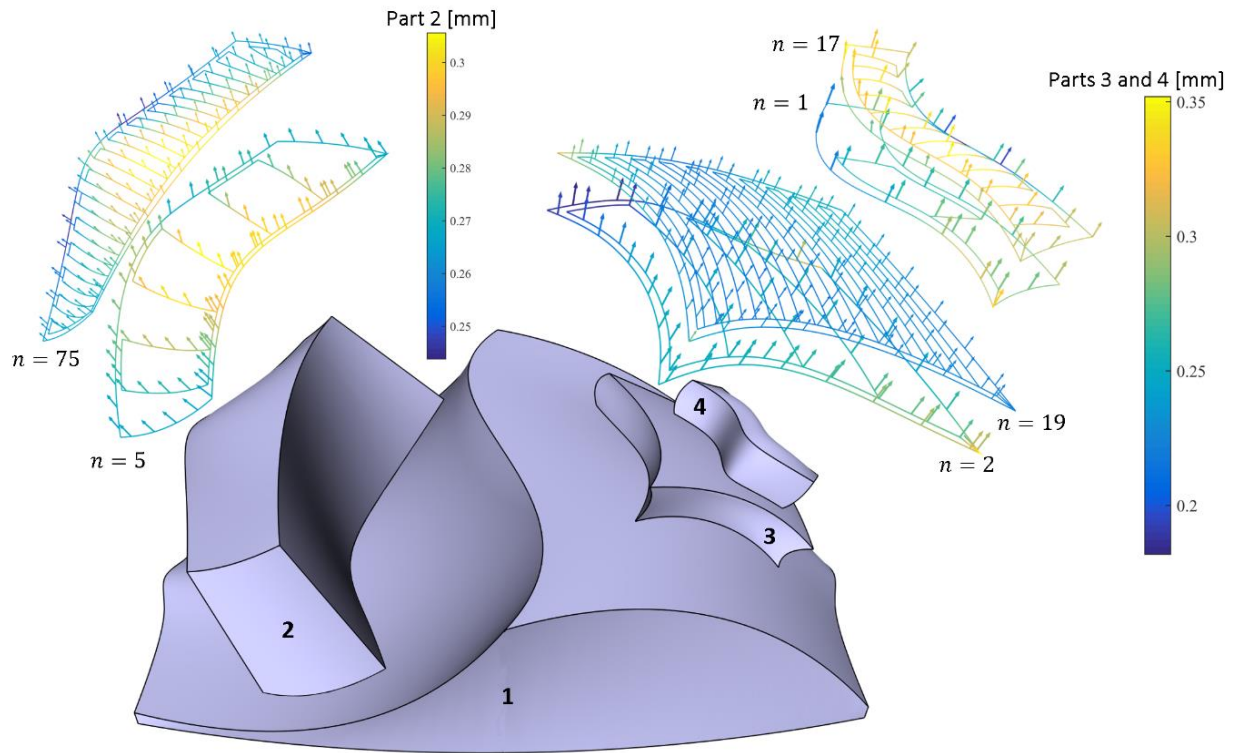 Part 2 [mm]
0.3
0.29
0.28
0.27
0.26
0.25
n = 17
n = 1
Parts 3 and 4 [mm]
0.35
0.3
0.25
0.2
n = 75
n = 5
n = 19
n = 2
4
3
2
1